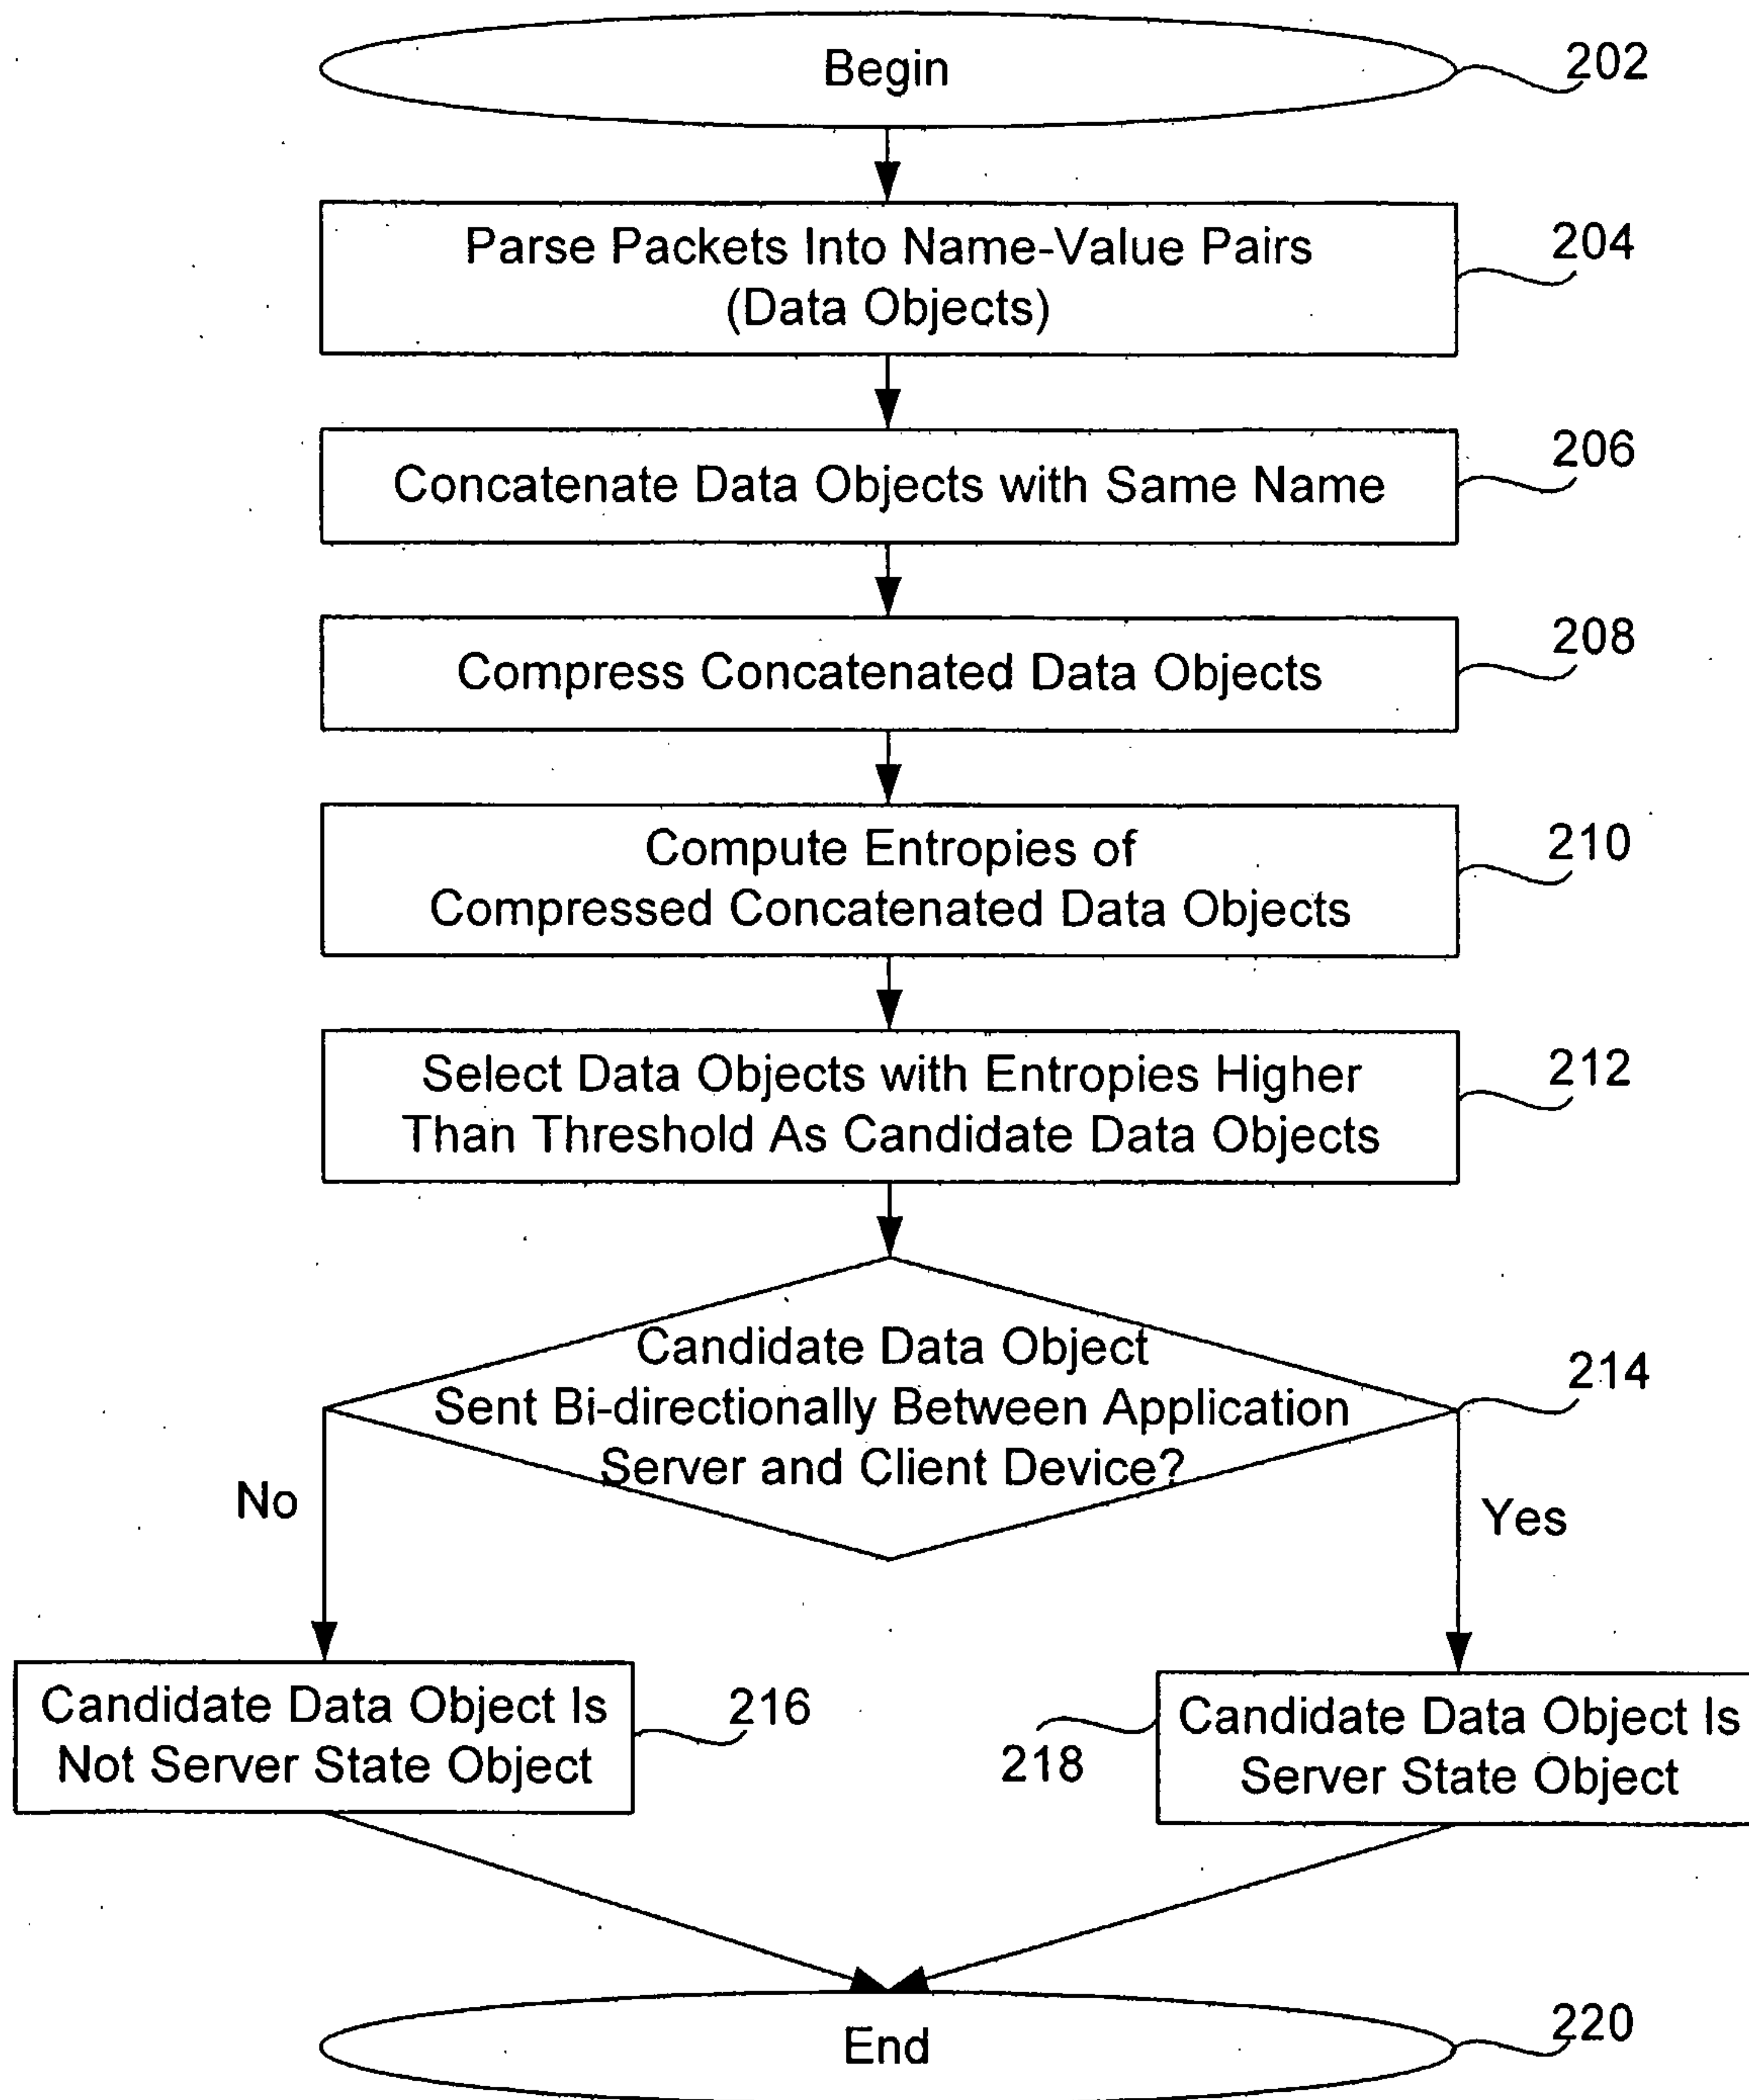 Begin
202
Parse Packets Into Name-Value Pairs
(Data Objects)
204
Concatenate Data Objects with Same Name
206
Compress Concatenated Data Objects
208
Compute Entropies of
Compressed Concatenated Data Objects
210
Select Data Objects with Entropies Higher
Than Threshold As Candidate Data Objects
212
Candidate Data Object
Sent Bi-directionally Between Application
Server and Client Device?
214
No
Yes
Candidate Data Object Is
Not Server State Object
216
218
Candidate Data Object Is
Server State Object
End
220